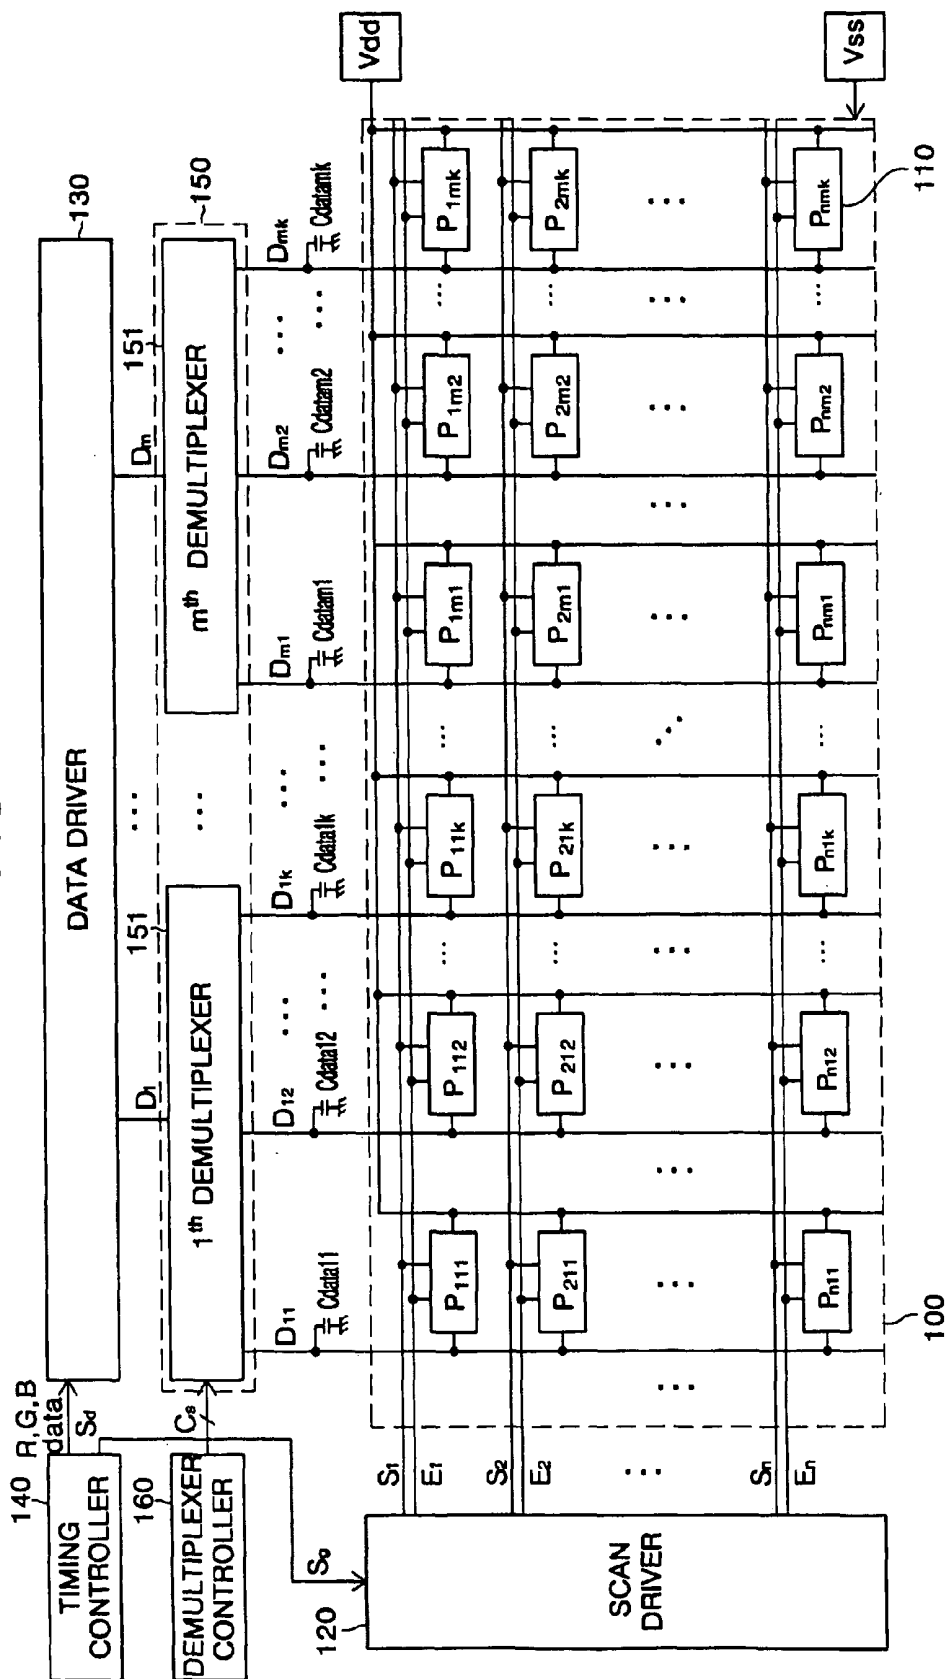 140
TIMING
CONTROLLER
R,G,B
data
Sd
DATA DRIVER
130
160
DEMULTIPLEXER
CONTROLLER
Cs
D1
...
Dm
151
1th DEMULTIPLEXER
...
151
mth DEMULTIPLEXER
150
D11
D12
...
D1k
...
Dm1
Dm2
...
Dmk
Cdata11
Cdata12
...
Cdata1k
...
Cdatam1
Cdatam2
...
Cdatamk
Vdd
120
SCAN
DRIVER
S1
E1
P111
P112
...
P11k
...
P1m1
P1m2
...
P1mk
S2
E2
P211
P212
...
P21k
...
P2m1
P2m2
...
P2mk
...
Sn
En
Pn11
Pn12
...
Pn1k
...
Pnm1
Pnm2
...
Pnmk
Vss
100
110